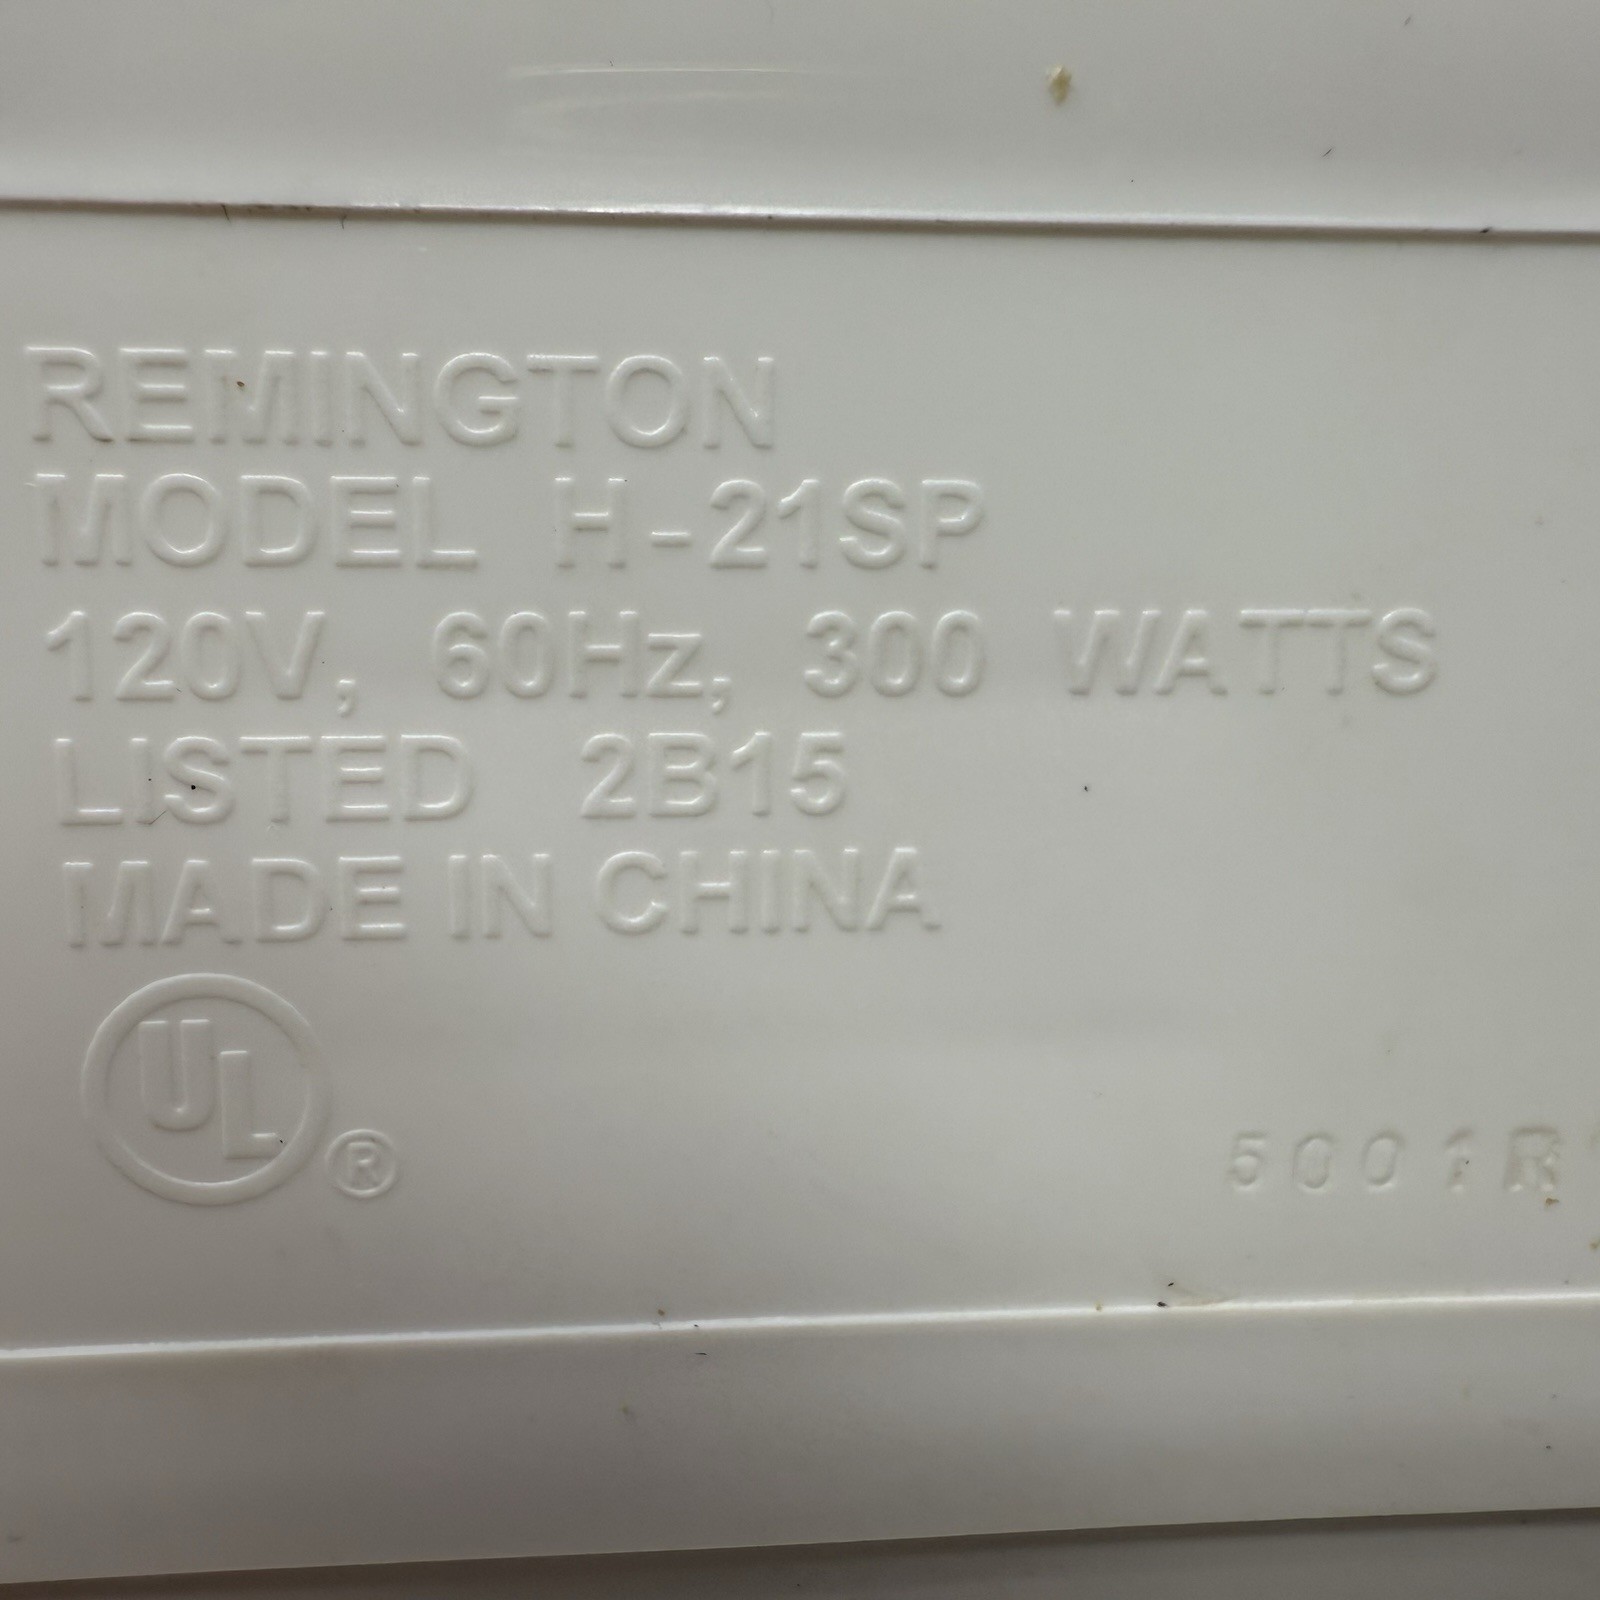 REMINGTON
MODEL H-21SP
120V, 60Hz, 300 WATTS
LISTED 2B15
MADE IN CHINA
UL
®
5001R